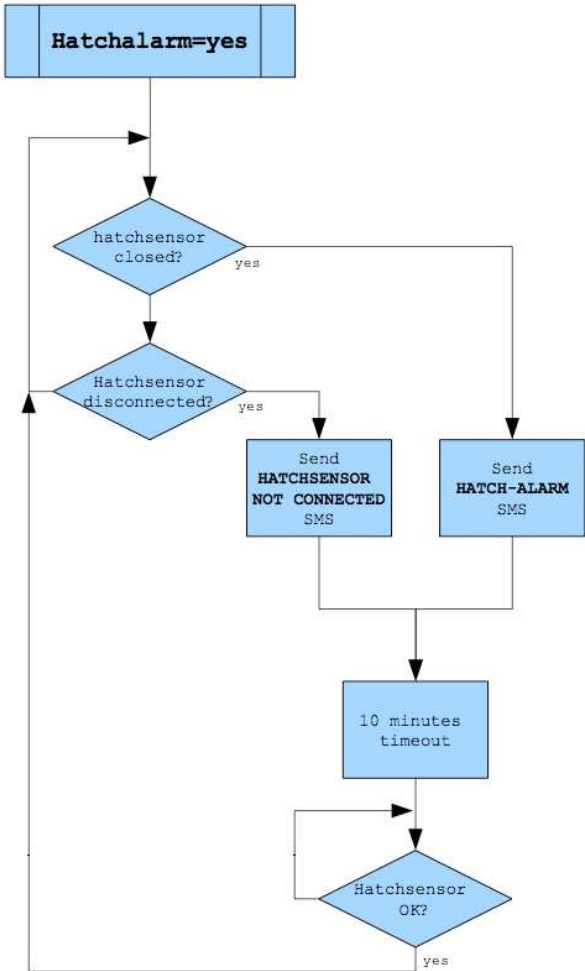 Hatchalarm=yes
hatchsensor
closed?
yes
Hatchsensor
disconnected?
yes
Send
HATCHSENSOR
NOT CONNECTED
SMS
Send
HATCH-ALARM
SMS
10 minutes
timeout
Hatchsensor
OK?
yes